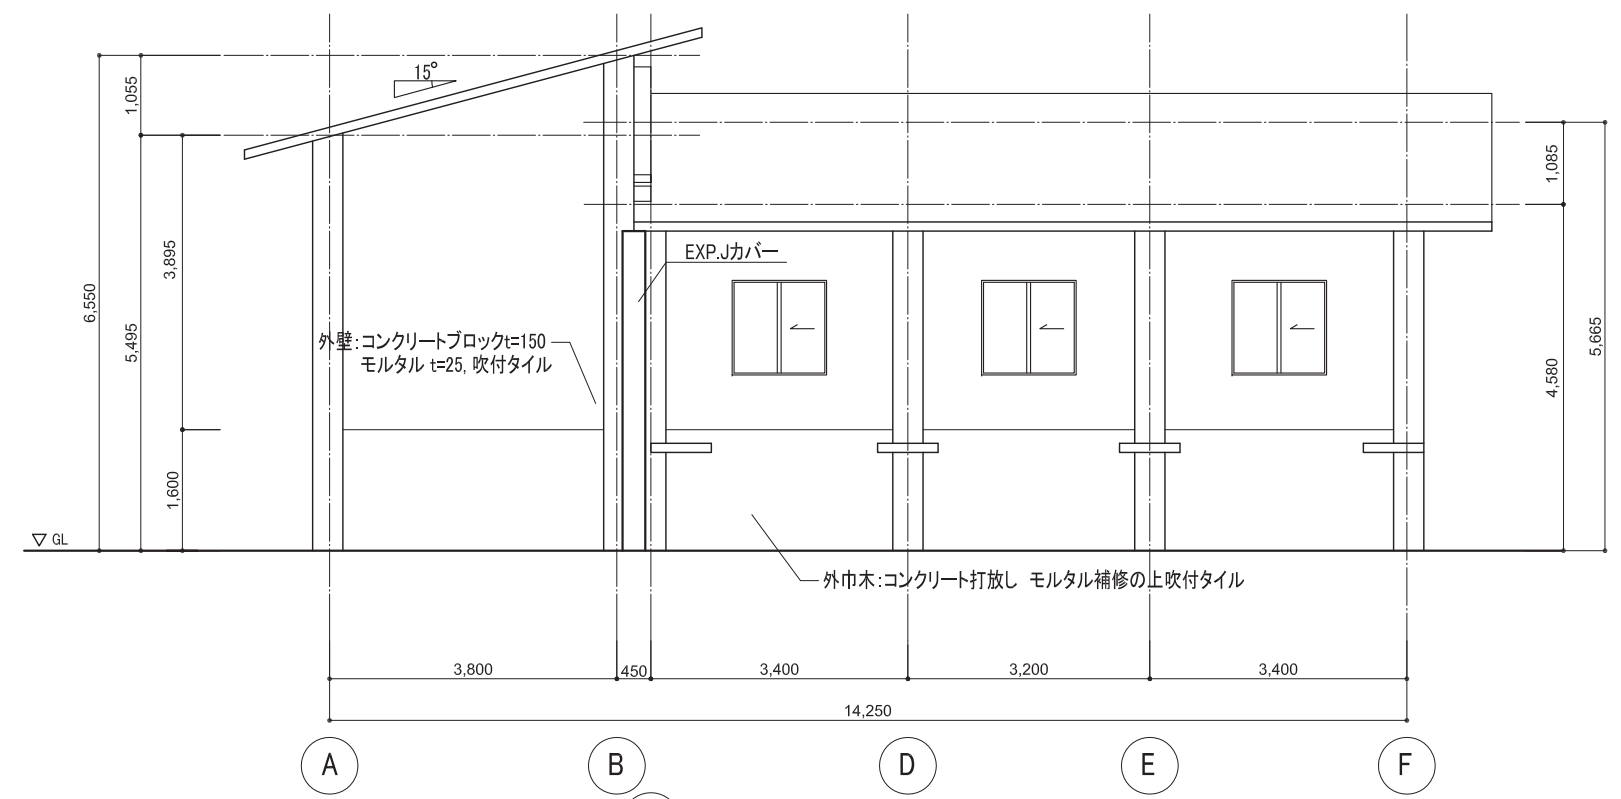 15°
1,055
1,085
3,895
EXP.Jカバー
6,550
5,495
外壁:コンクリートブロックt=150
モルタル t=25, 吹付タイル
5,665
4,580
1,600
GL
外巾木:コンクリート打放し モルタル補修の上吹付タイル
3,800
450
3,400
3,200
3,400
14,250
A
B
D
E
F